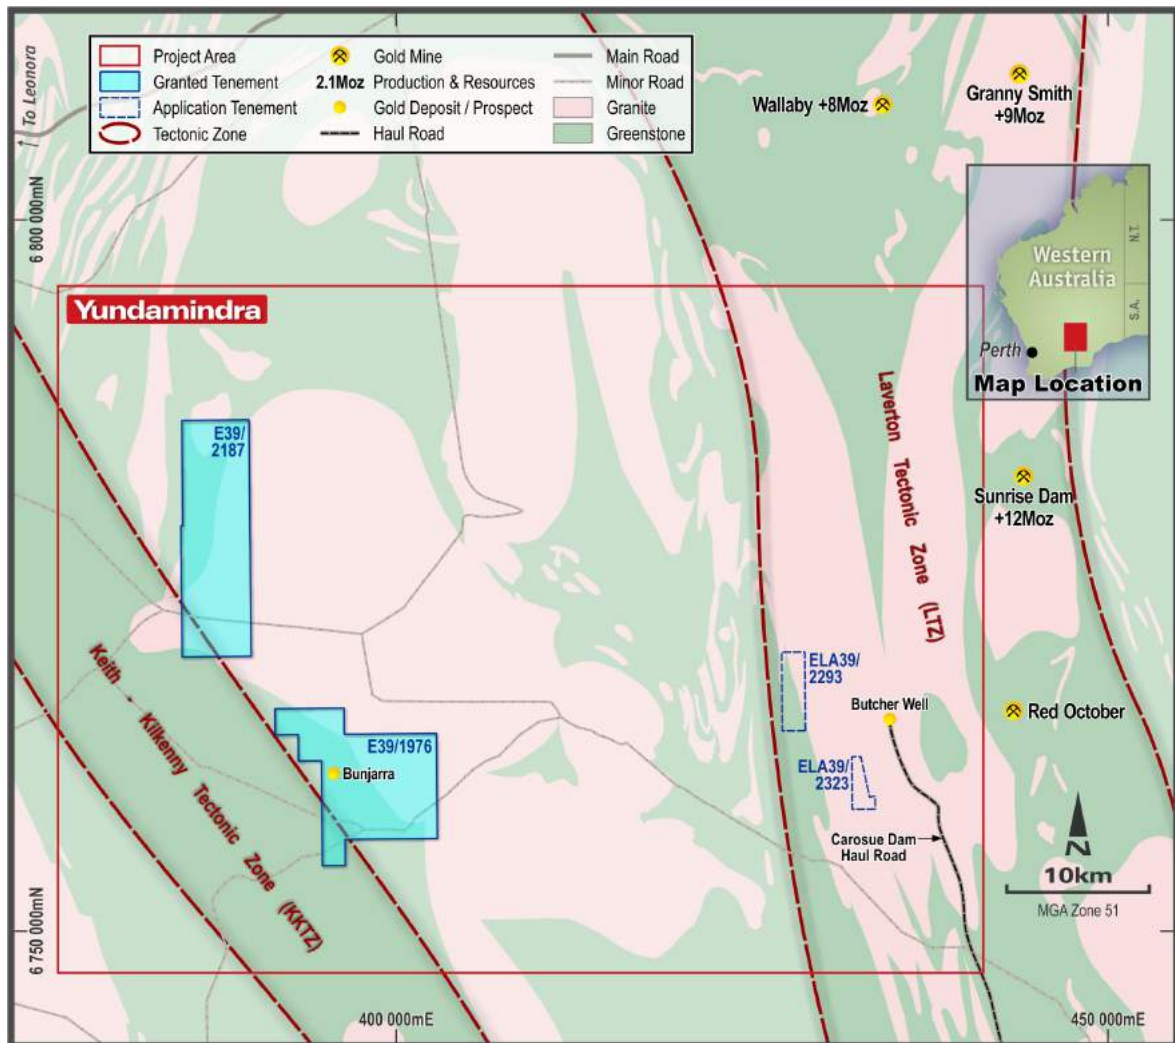 Project Area
Granted Tenement
Application Tenement
Tectonic Zone
Gold Mine
2.1Moz Production & Resources
Gold Deposit / Prospect
Haul Road
Main Road
Minor Road
Granite
Greenstone
To Leonora
Wallaby +8Moz
Granny Smith
+9Moz
6 800 000mN
Western
Australia
N.T.
S.A.
Perth
Map Location
Yundamindra
E39/
2187
Laverton Tectonic Zone (LTZ)
Sunrise Dam
+12Moz
Keith - Kilkenny Tectonic Zone (KKTZ)
ELA39/
2293
Butcher Well
Red October
E39/1976
Bunjarra
ELA39/
2323
Carosue Dam
Haul Road
N
10km
MGA Zone 51
6 750 000mN
400 000mE
450 000mE